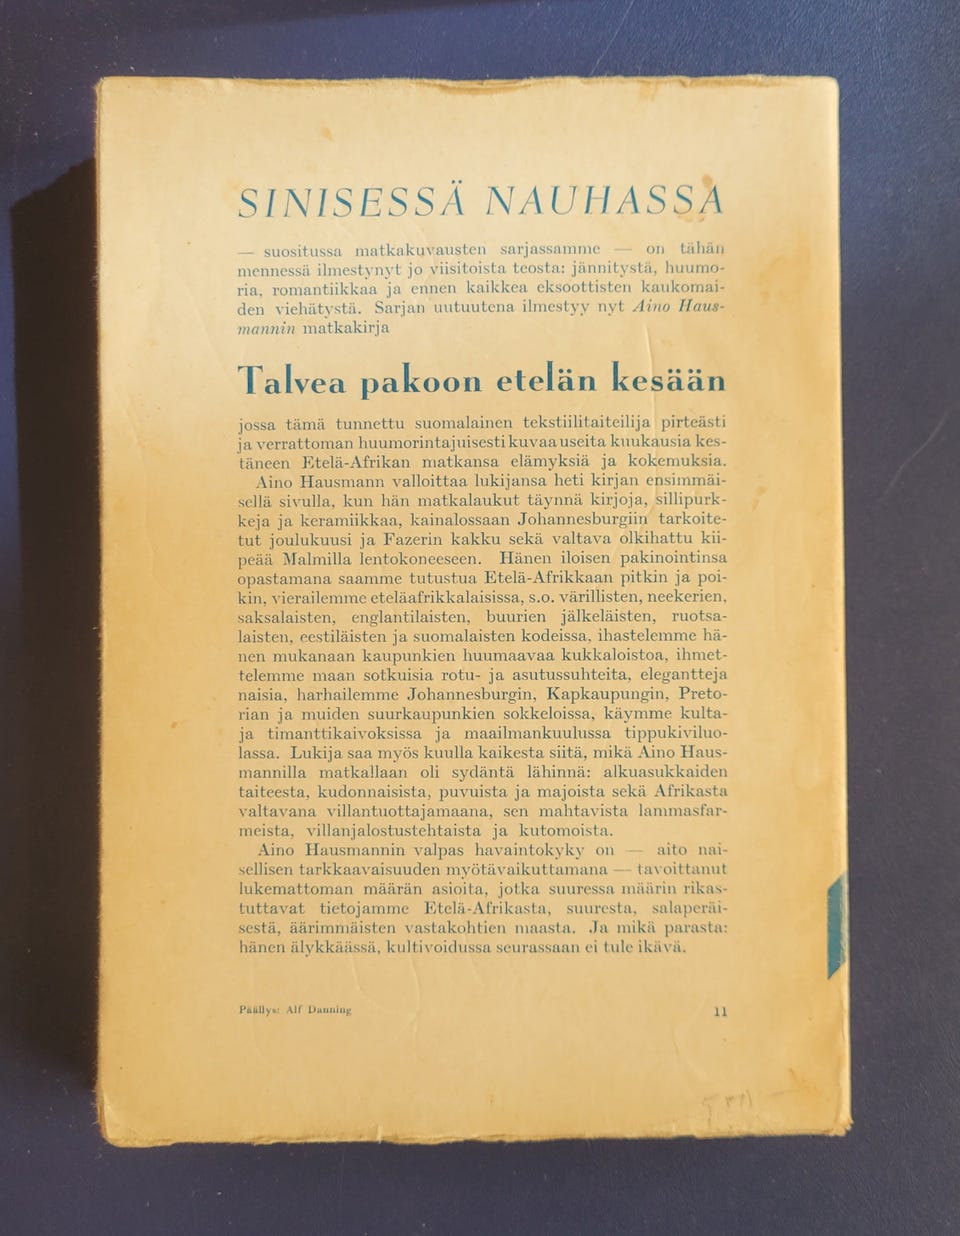 SINISESSÄ NAUHASSA
— suositussa matkakuvausten sarjassamme — on tähän
mennessä ilmestynyt jo viisitoista teosta: jännitystä, huumo-
ria, romantiikkaa ja ennen kaikkea eksoottisten kaukomai-
den viehätystä. Sarjan uutuutena ilmestyy nyt Aino Haus-
mannin matkakirja
Talvea pakoon etelän kesään
jossa tämä tunnettu suomalainen tekstiilitaiteilija pirteästi
ja verrattoman huumorintajuisesti kuvaa useita kuukausia kes-
täneen Etelä-Afrikan matkansa elämyksiä ja kokemuksia.
Aino Hausmann valloittaa lukijansa heti kirjan ensimmäi-
sellä sivulla, kun hän matkalaukut täynnä kirjoja, sillipurk-
keja ja keramiikkaa, kainalossaan Johannesburgiin tarkoite-
tut joulukuusi ja Fazerin kakku sekä valtava olkihattu kii-
peää Malmilla lentokoneeseen. Hänen iloisen pakinointinsa
opastamana saamme tutustua Etelä-Afrikkaan pitkin ja poi-
kin, vierailemme eteläafrikkalaisissa, s.o. värillisten, neekerien,
saksalaisten, englantilaisten, buurien jälkeläisten, ruotsa-
laisten, eestiläisten ja suomalaisten kodeissa, ihastelemme hä-
nen mukanaan kaupunkien huumaavaa kukkaloistoa, ihmet-
telemme maan sotkuisia rotu- ja asutussuhteita, elegantteja
naisia, harhailemme Johannesburgin, Kapkaupungin, Preto-
rian ja muiden suurkaupunkien sokkeloissa, käymme kulta-
ja timanttikaivoksissa ja maailmankuulussa tippukiviluo-
lassa. Lukija saa myös kuulla kaikesta siitä, mikä Aino Haus-
mannilla matkallaan oli sydäntä lähinnä: alkuasukkaiden
taiteesta, kudonnaisista, puvuista ja majoista sekä Afrikasta
valtavana villantuottajamaana, sen mahtavista lammasfar-
meista, villanjalostustehtaista ja kutomoista.
Aino Hausmannin valpas havaintokyky on — aito nai-
sellisen tarkkaavaisuuden myötävaikuttamana — tavoittanut
lukemattoman määrän asioita, jotka suuressa määrin rikas-
tuttavat tietojamme Etelä-Afrikasta, suuresta, salaperäi-
sestä, äärimmäisten vastakohtien maasta. Ja mikä parasta:
hänen älykkäässä, kultivoidussa seurassaan ei tule ikävä.
Päällys: Alf Danning 11